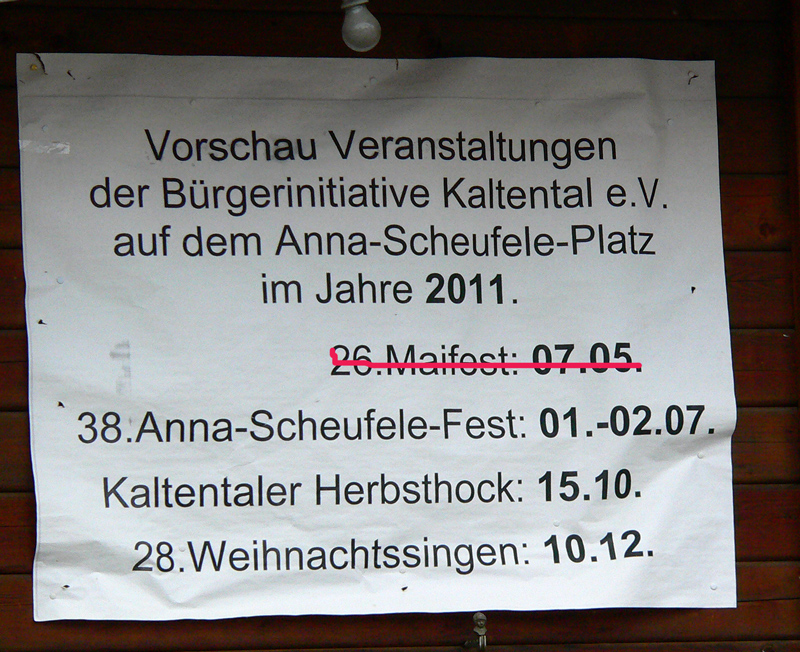 Vorschau Veranstaltungen
der Bürgerinitiative Kaltental e.V.
auf dem Anna-Scheufele-Platz
im Jahre 2011.
26.Maifest: 07.05.
38.Anna-Scheufele-Fest: 01.-02.07.
Kaltentaler Herbsthock: 15.10.
28.Weihnachtssingen: 10.12.